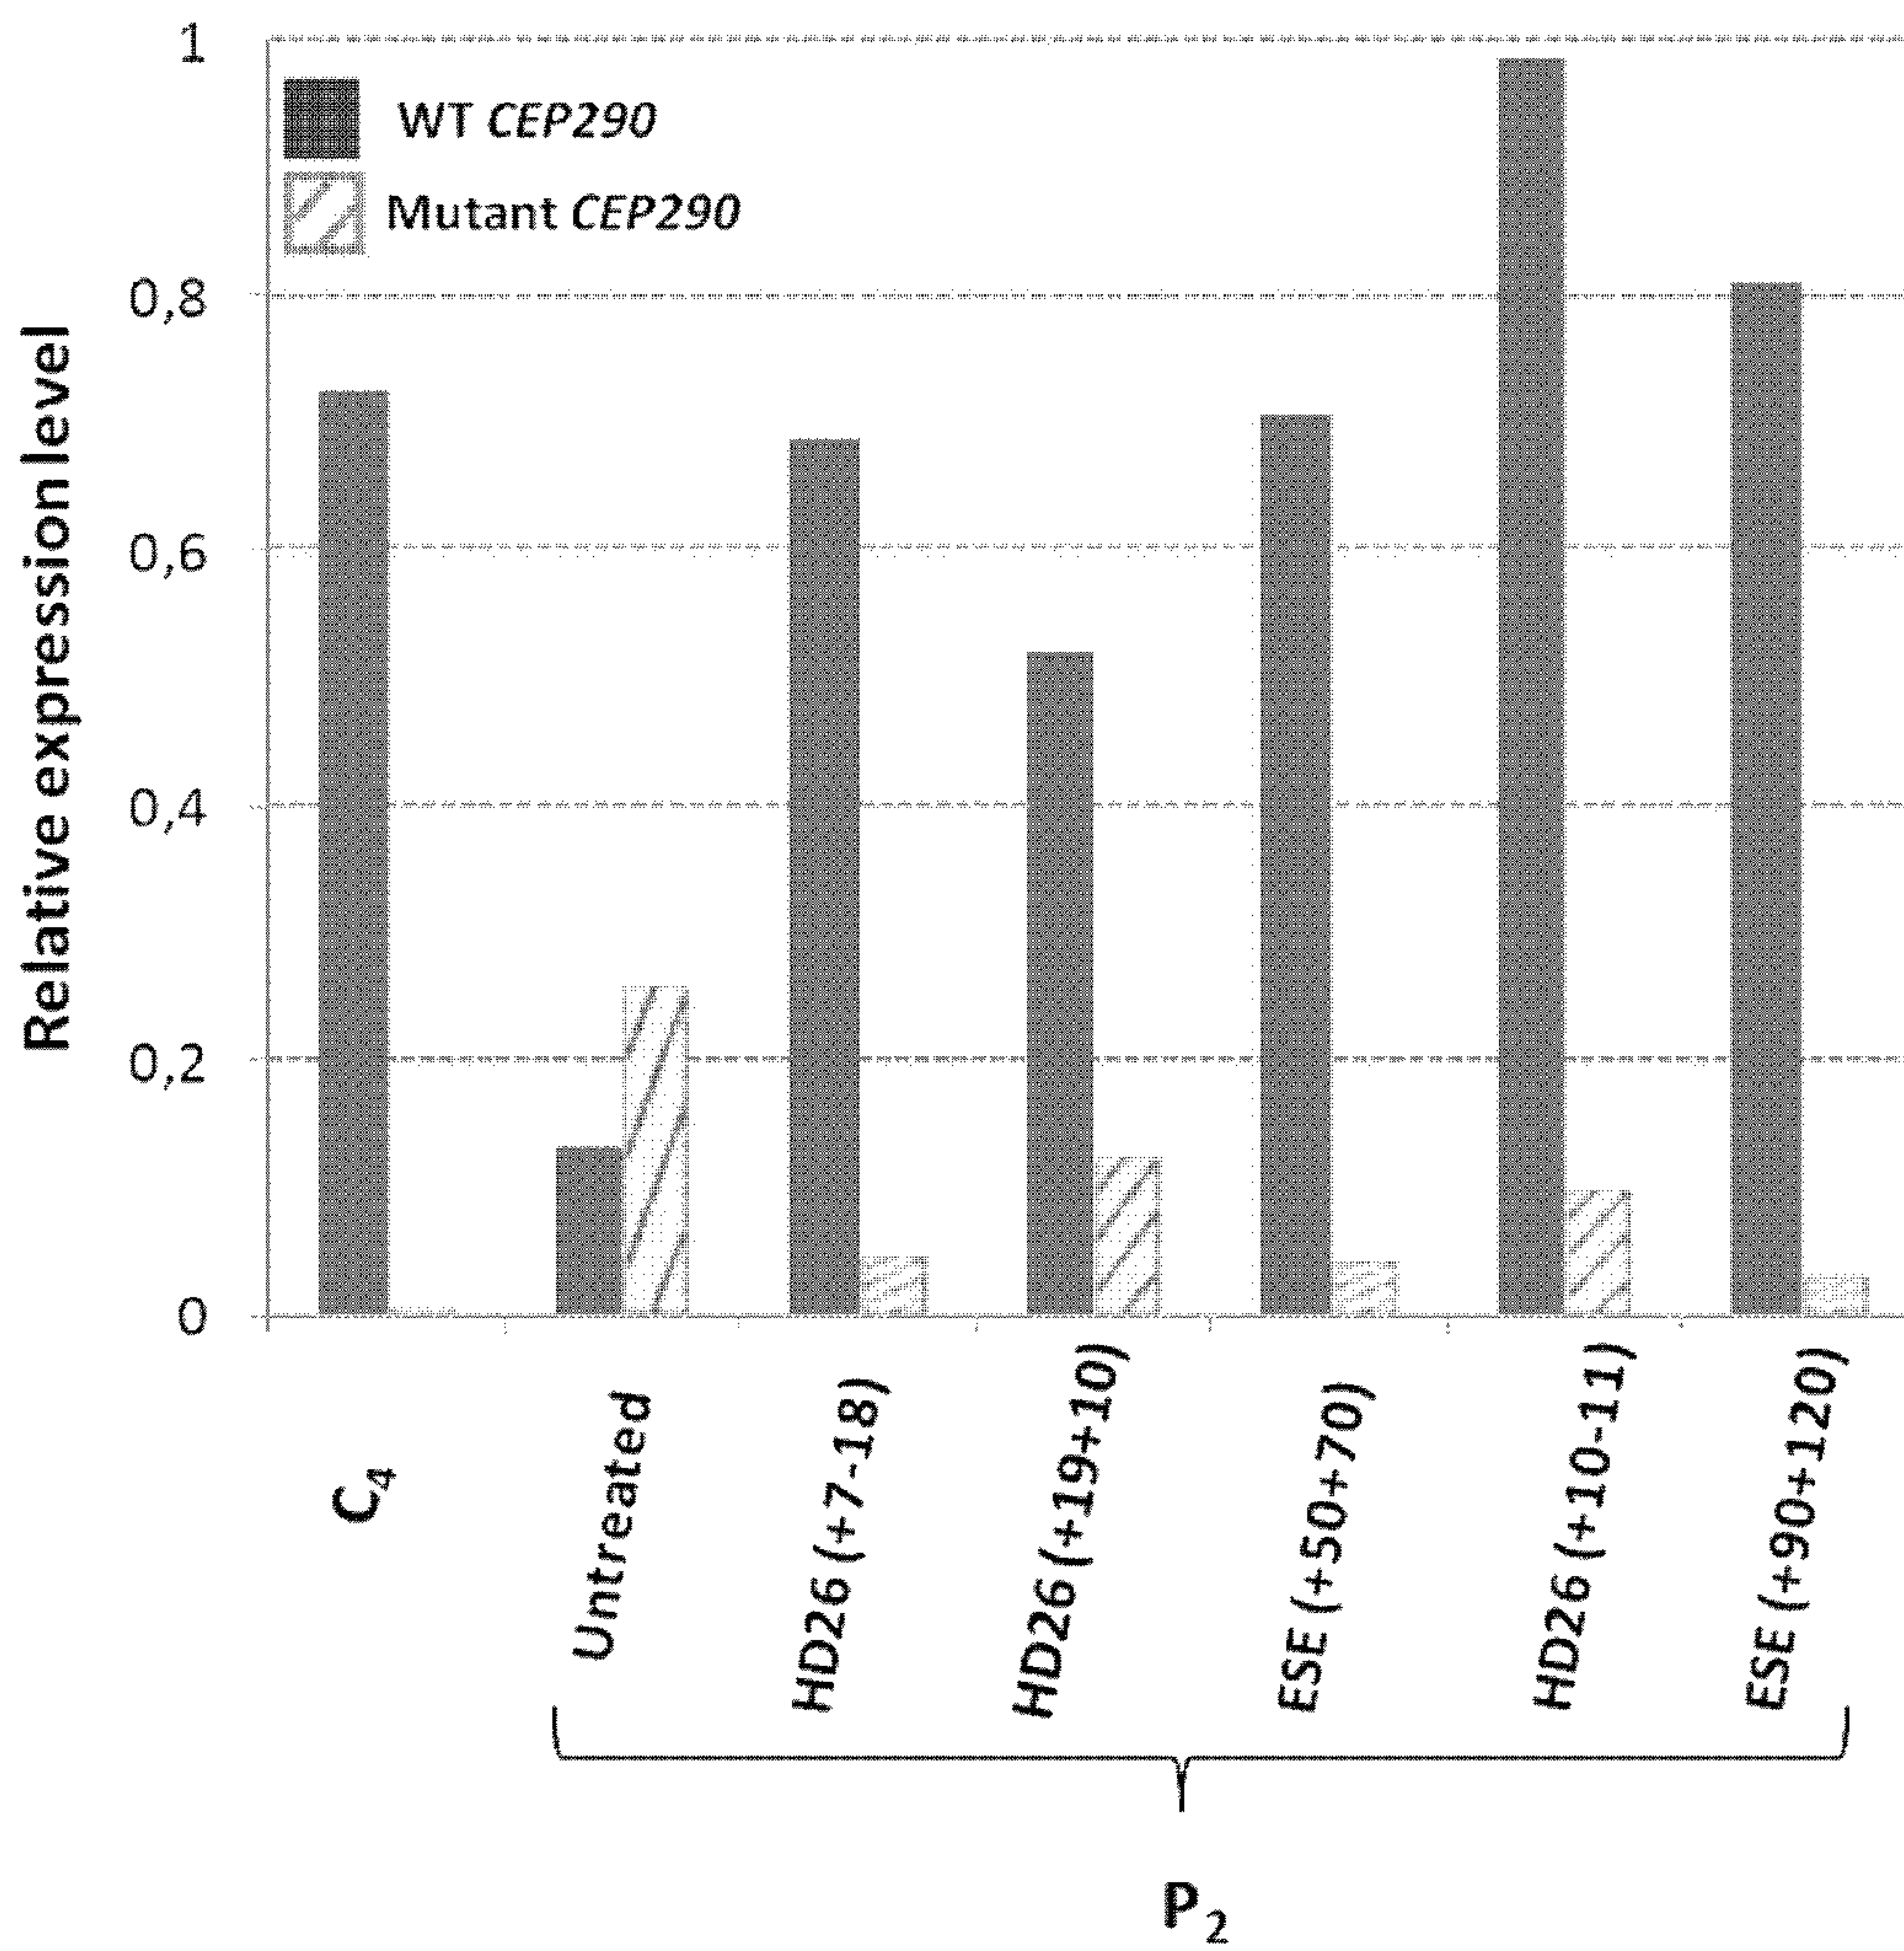 1
0,8
0,6
0,4
0,2
0
Relative expression level
WT CEP290
Mutant CEP290
C4
Untreated
HD26 (+7-18)
HD26 (+19+10)
ESE (+50+70)
HD26 (+10-11)
ESE (+90+120)
P2